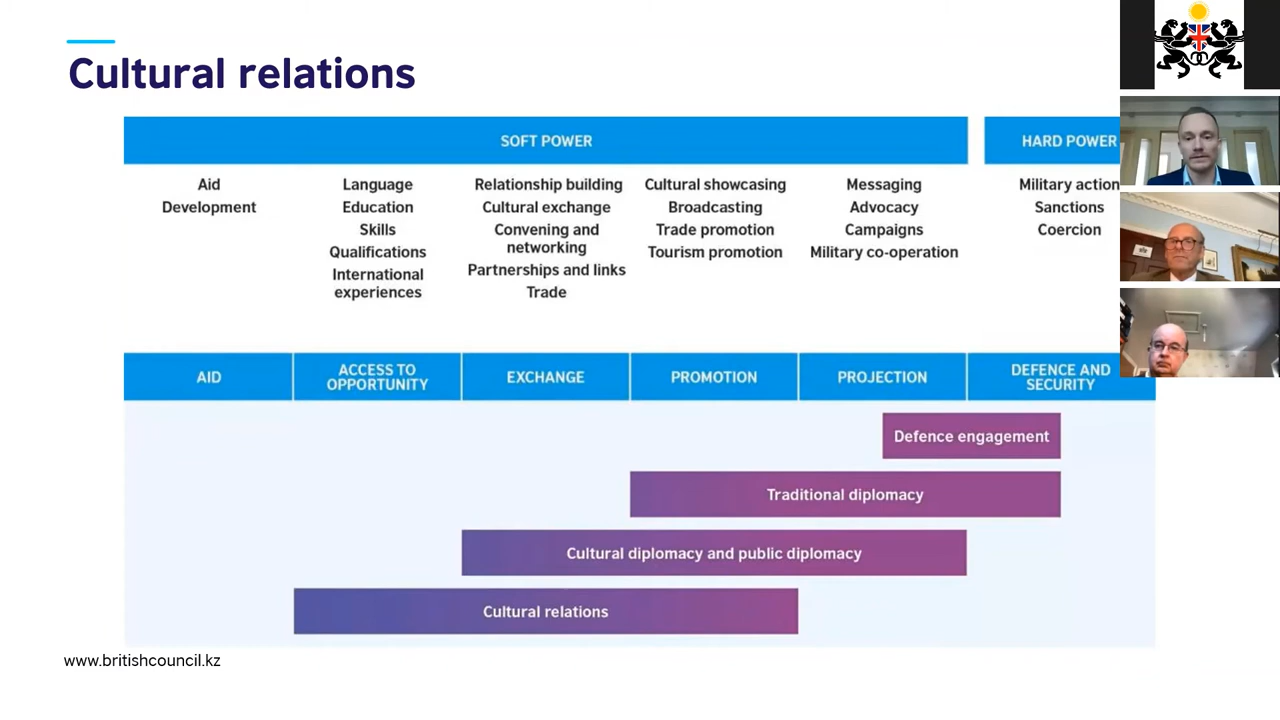 Cultural relations
SOFT POWER
HARD POWER
Aid
Development
Language
Education
Skills
Qualifications
International
experiences
Relationship building
Cultural exchange
Convening and
networking
Partnerships and links
Trade
Cultural showcasing
Broadcasting
Trade promotion
Tourism promotion
Messaging
Advocacy
Campaigns
Military co-operation
Military action
Sanctions
Coercion
AID
ACCESS TO
OPPORTUNITY
EXCHANGE
PROMOTION
PROJECTION
DEFENCE AND
SECURITY
Defence engagement
Traditional diplomacy
Cultural diplomacy and public diplomacy
Cultural relations
www.britishcouncil.kz